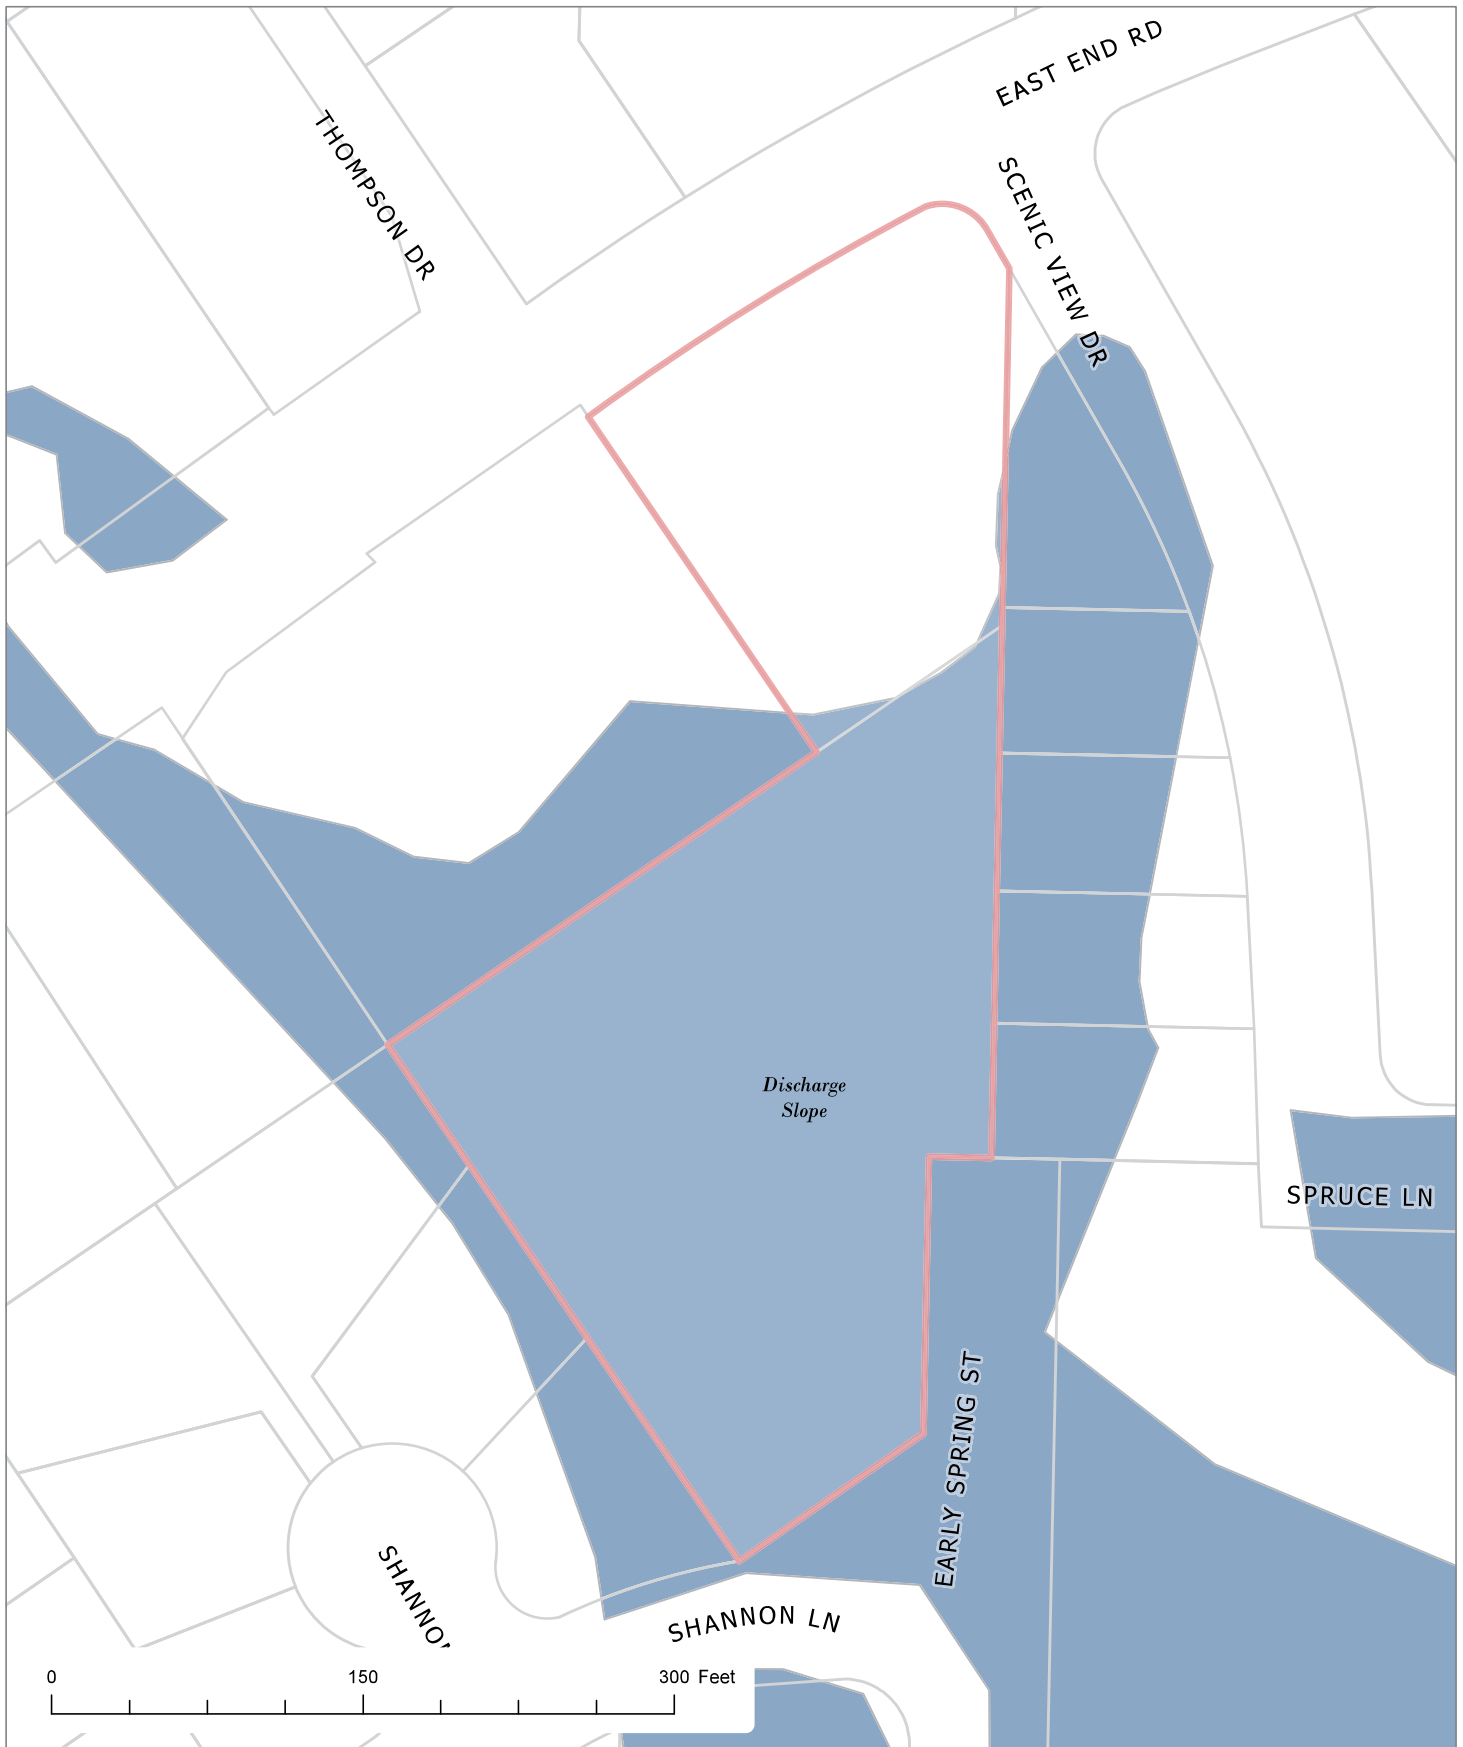 EAST END RD
THOMPSON DR
SCENIC VIEW DR
Discharge
Slope
SPRUCE LN
EARLY SPRING ST
SHANNON LN
0 150 300 Feet